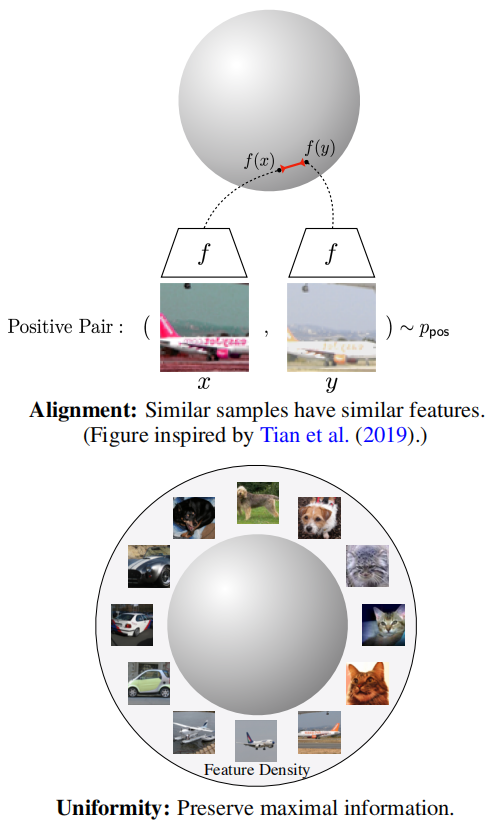 f(x) f(y)
f f
Positive Pair : ( , ) ∼ p_pos
x y
Alignment: Similar samples have similar features.
(Figure inspired by Tian et al. (2019).)
Feature Density
Uniformity: Preserve maximal information.